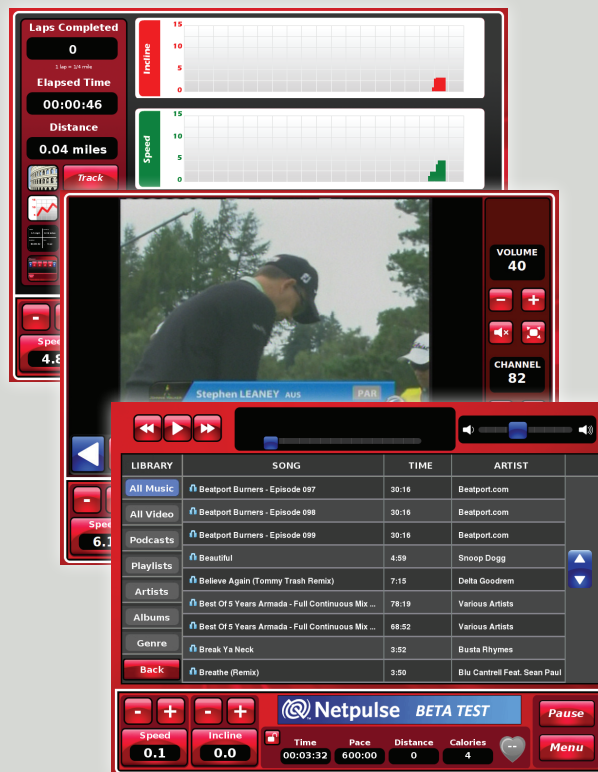 Laps Completed
0
1 lap = 1/4 mile
Elapsed Time
00:00:46
Distance
0.04 miles
Track
Incline
15
10
5
0
Speed
15
10
5
0
-
Spee
4.8
VOLUME
40
- +
CHANNEL
82
Stephen LEANEY AUS PAR
-
Spee
6.1
LIBRARY SONG TIME ARTIST
All Music Beatport Burners - Episode 097 30:16 Beatport.com
All Video Beatport Burners - Episode 098 30:16 Beatport.com
Podcasts Beatport Burners - Episode 099 30:16 Beatport.com
Playlists Beautiful 4:59 Snoop Dogg
Artists Believe Again (Tommy Trash Remix) 7:15 Delta Goodrem
Albums Best Of 5 Years Armada - Full Continuous Mix ... 78:19 Various Artists
Genre Best Of 5 Years Armada - Full Continuous Mix ... 68:52 Various Artists
Break Ya Neck 3:52 Busta Rhymes
Back Breathe (Remix) 3:50 Blu Cantrell Feat. Sean Paul
- + - + Netpulse BETA TEST Pause
Speed Incline Time Pace Distance Calories
0.1 0.0 00:03:32 600:00 0 4 -- Menu